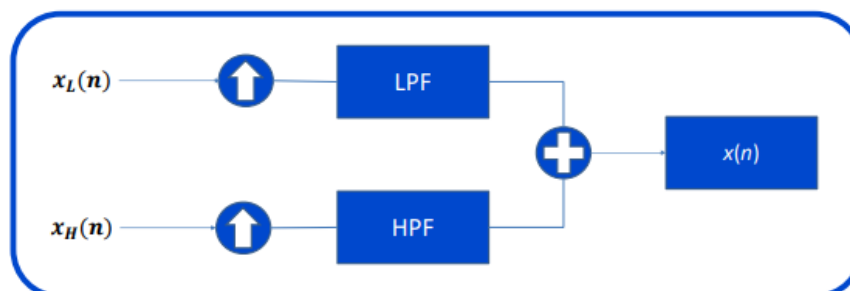 x_L(n)
LPF
x(n)
x_H(n)
HPF